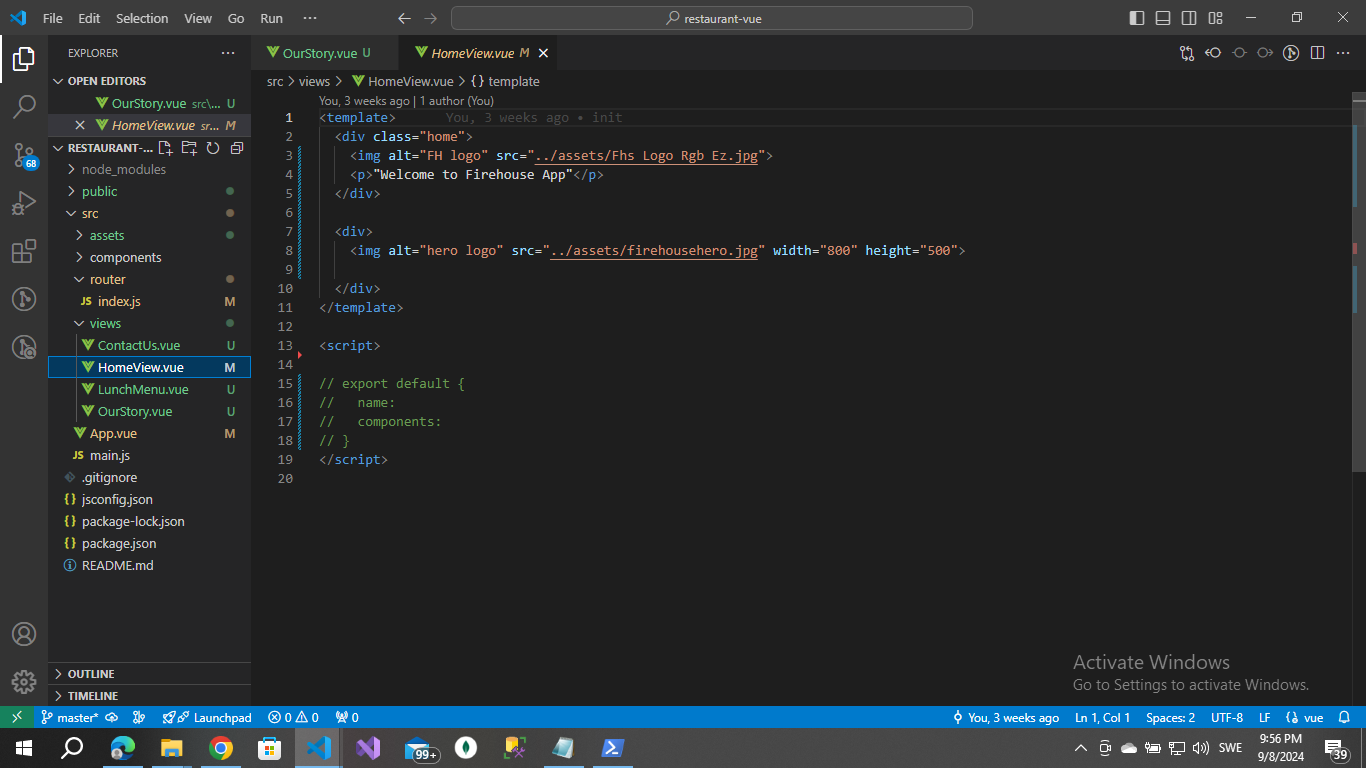 File Edit Selection View Go Run ··· restaurant-vue
EXPLORER ···
OPEN EDITORS
OurStory.vue src\... U
HomeView.vue sr... M
RESTAURANT-...
node_modules
public
src
assets
components
router
JS index.js M
views
ContactUs.vue U
HomeView.vue M
LunchMenu.vue U
OurStory.vue U
App.vue M
JS main.js
.gitignore
{} jsconfig.json
{} package-lock.json
{} package.json
README.md
OUTLINE
TIMELINE
68
OurStory.vue U HomeView.vue M
src > views > HomeView.vue > {} template
You, 3 weeks ago | 1 author (You)
1 <template> You, 3 weeks ago • init
2 <div class="home">
3 <img alt="FH logo" src="../assets/Fhs Logo Rgb Ez.jpg">
4 <p>"Welcome to Firehouse App"</p>
5 </div>
6
7 <div>
8 <img alt="hero logo" src="../assets/firehousehero.jpg" width="800" height="500">
9
10 </div>
11 </template>
12
13 <script>
14
15 // export default {
16 // name:
17 // components:
18 // }
19 </script>
20
Activate Windows
Go to Settings to activate Windows.
master* Launchpad 0 0 0 You, 3 weeks ago Ln 1, Col 1 Spaces: 2 UTF-8 LF vue
99+ SWE 9:56 PM
9/8/2024 39